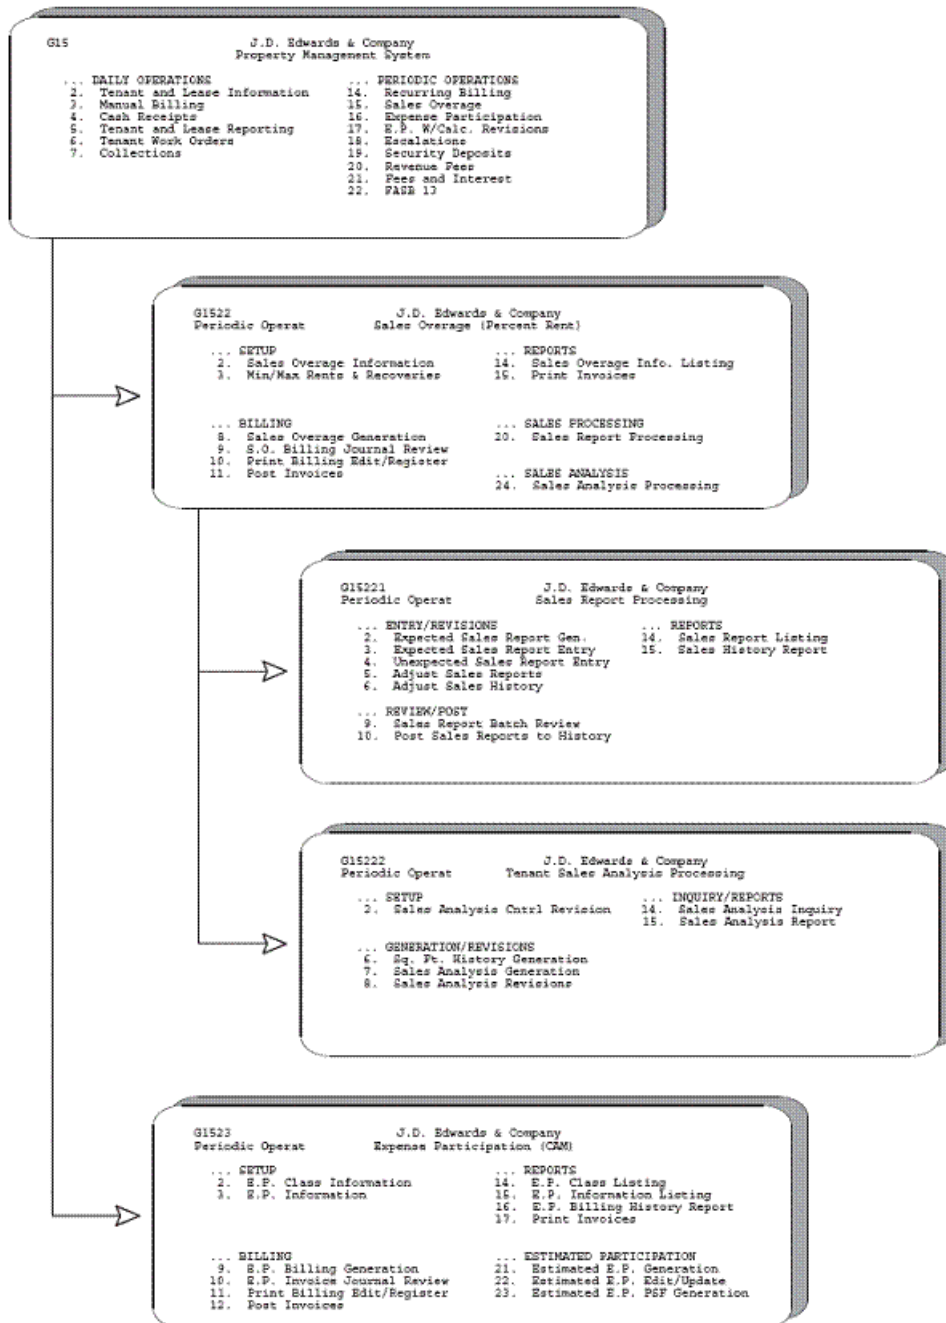 G15 J.D. Edwards & Company
Property Management System
... DAILY OPERATIONS ... PERIODIC OPERATIONS
2. Tenant and Lease Information 14. Recurring Billing
3. Manual Billing 15. Sales Overage
4. Cash Receipts 16. Expense Participation
5. Tenant and Lease Reporting 17. E.P. W/Calc. Revisions
6. Tenant Work Orders 18. Escalations
7. Collections 19. Security Deposits
20. Revenue Fees
21. Fees and Interest
22. FASB 13
G1522 J.D. Edwards & Company
Periodic Operat Sales Overage (Percent Rent)
... SETUP ... REPORTS
2. Sales Overage Information 14. Sales Overage Info. Listing
3. Min/Max Rents & Recoveries 15. Print Invoices
... BILLING ... SALES PROCESSING
8. Sales Overage Generation 20. Sales Report Processing
9. S.O. Billing Journal Review
10. Print Billing Edit/Register ... SALES ANALYSIS
11. Post Invoices 24. Sales Analysis Processing
G15221 J.D. Edwards & Company
Periodic Operat Sales Report Processing
... ENTRY/REVISIONS ... REPORTS
2. Expected Sales Report Gen. 14. Sales Report Listing
3. Expected Sales Report Entry 15. Sales History Report
4. Unexpected Sales Report Entry
5. Adjust Sales Reports
6. Adjust Sales History
... REVIEW/POST
9. Sales Report Batch Review
10. Post Sales Reports to History
G15222 J.D. Edwards & Company
Periodic Operat Tenant Sales Analysis Processing
... SETUP ... INQUIRY/REPORTS
2. Sales Analysis Cntrl Revision 14. Sales Analysis Inquiry
15. Sales Analysis Report
... GENERATION/REVISIONS
6. Sq. Ft. History Generation
7. Sales Analysis Generation
8. Sales Analysis Revisions
G1523 J.D. Edwards & Company
Periodic Operat Expense Participation (CAM)
... SETUP ... REPORTS
2. E.P. Class Information 14. E.P. Class Listing
3. E.P. Information 15. E.P. Information Listing
16. E.P. Billing History Report
17. Print Invoices
... BILLING ... ESTIMATED PARTICIPATION
9. E.P. Billing Generation 21. Estimated E.P. Generation
10. E.P. Invoice Journal Review 22. Estimated E.P. Edit/Update
11. Print Billing Edit/Register 23. Estimated E.P. PSF Generation
12. Post Invoices